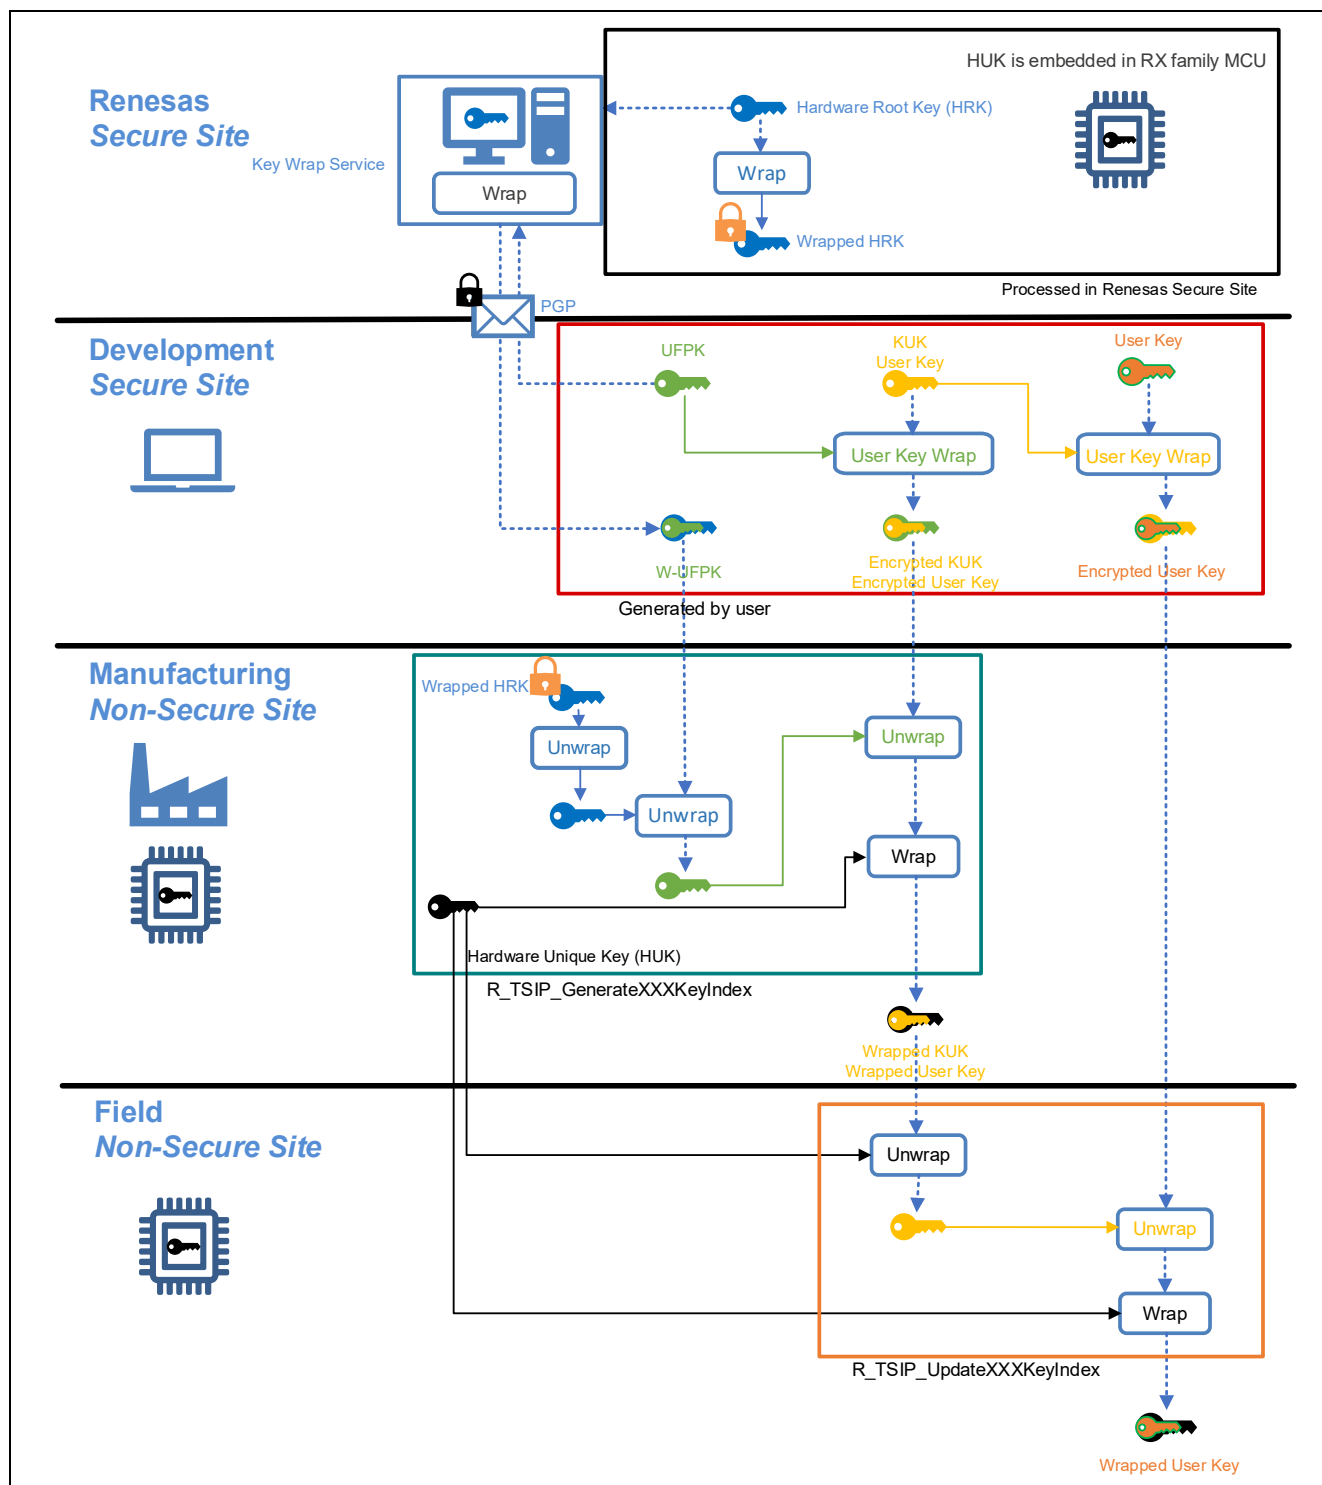 Renesas
Secure Site
Key Wrap Service
Wrap
HUK is embedded in RX family MCU
Hardware Root Key (HRK)
Wrap
Wrapped HRK
Processed in Renesas Secure Site
PGP
Development
Secure Site
UFPK
KUK
User Key
User Key
User Key Wrap
User Key Wrap
W-UFPK
Encrypted KUK
Encrypted User Key
Encrypted User Key
Generated by user
Manufacturing
Non-Secure Site
Wrapped HRK
Unwrap
Unwrap
Unwrap
Wrap
Hardware Unique Key (HUK)
R_TSIP_GenerateXXXKeyIndex
Wrapped KUK
Wrapped User Key
Field
Non-Secure Site
Unwrap
Unwrap
Wrap
R_TSIP_UpdateXXXKeyIndex
Wrapped User Key